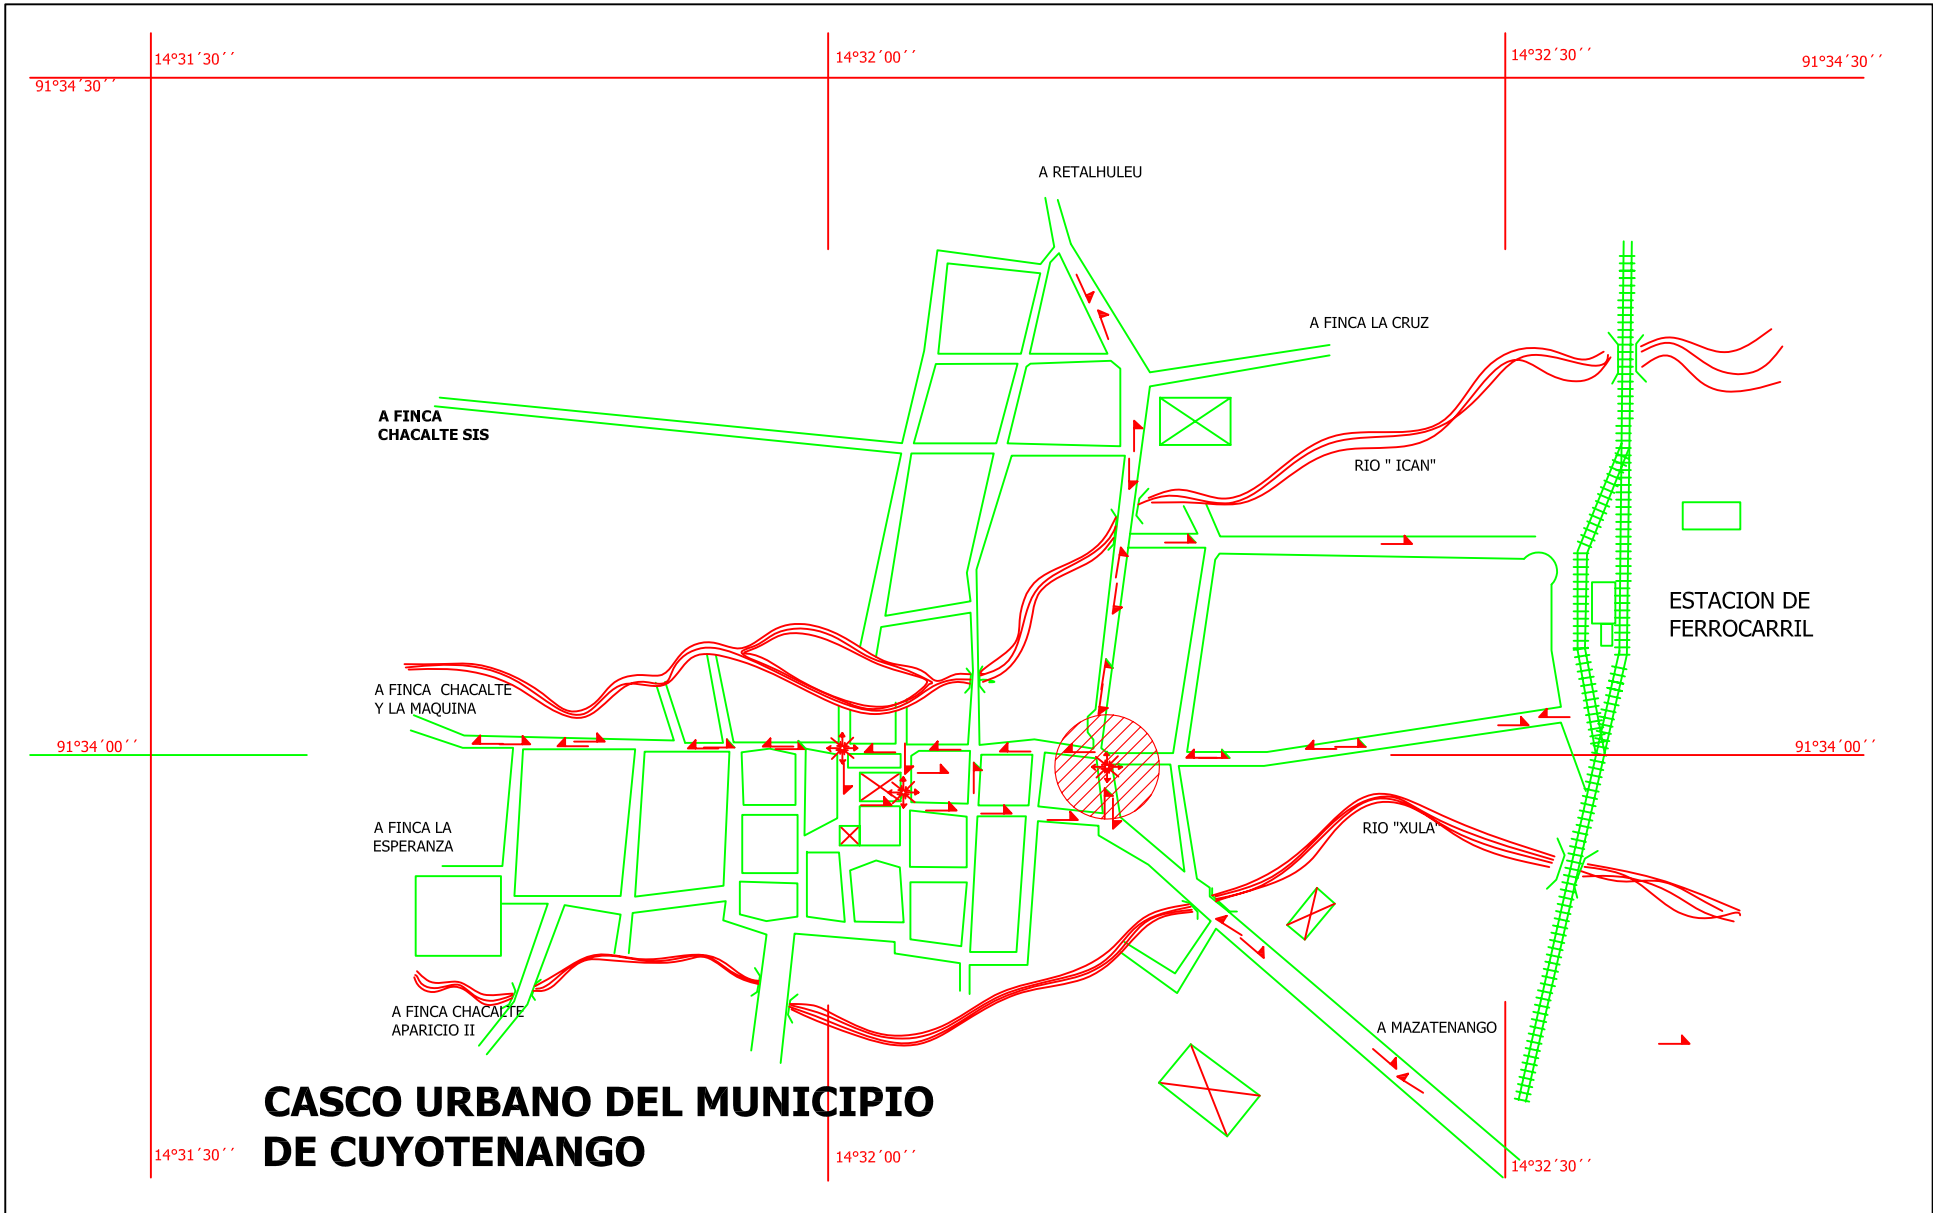 14°31´30´´
14°32´00´´
14°32´30´´
91°34´30´´
91°34´30´´
A RETALHULEU
A FINCA LA CRUZ
A FINCA
CHACALTE SIS
RIO " ICAN"
ESTACION DE
FERROCARRIL
A FINCA  CHACALTE
Y LA MAQUINA
91°34´00´´
91°34´00´´
A FINCA LA
ESPERANZA
RIO "XULA"
A FINCA CHACALTE
APARICIO II
A MAZATENANGO
CASCO URBANO DEL MUNICIPIO
DE CUYOTENANGO
14°31´30´´
14°32´00´´
14°32´30´´